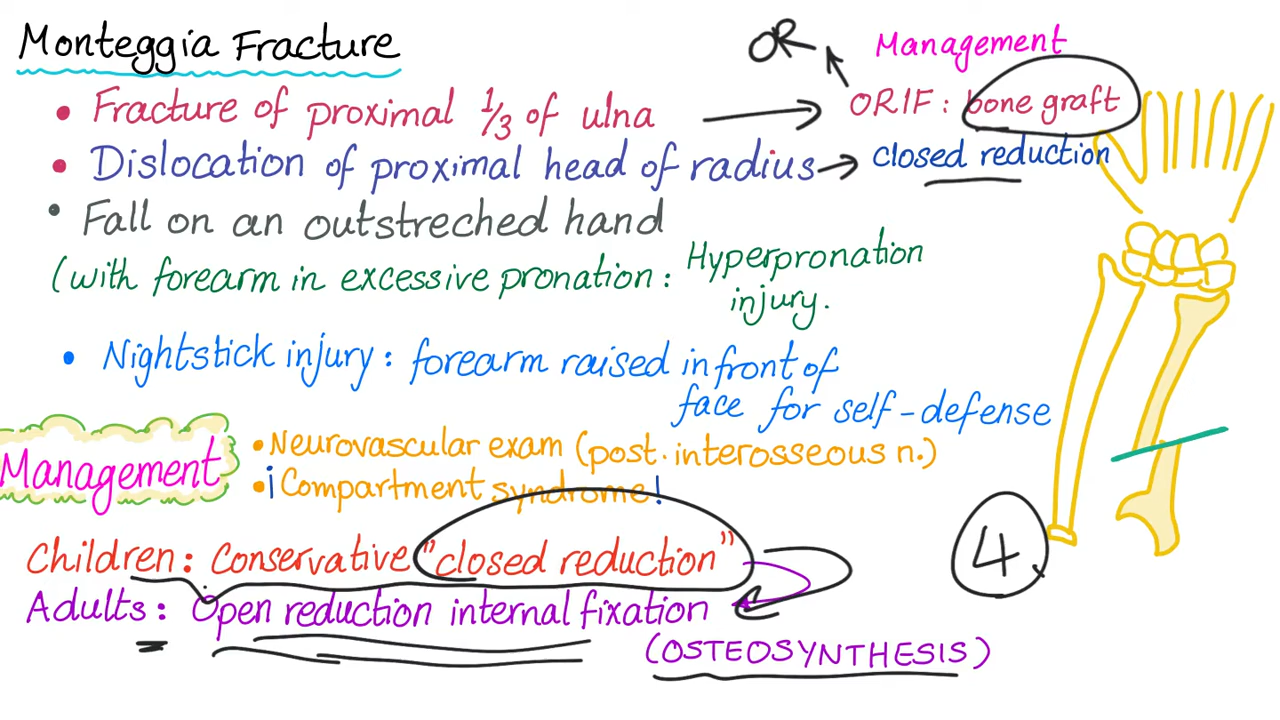 Monteggia Fracture
OR
Management
• Fracture of proximal 1/3 of ulna
ORIF: bone graft
• Dislocation of proximal head of radius
closed reduction
• Fall on an outstreched hand
(with forearm in excessive pronation: Hyperpronation
injury.
• Nightstick injury: forearm raised in front of
face for self-defense
Management
• Neurovascular exam (post. interosseous n.)
• ¡Compartment syndrome!
Children: Conservative "closed reduction"
4
Adults: Open reduction internal fixation
(OSTEOSYNTHESIS)